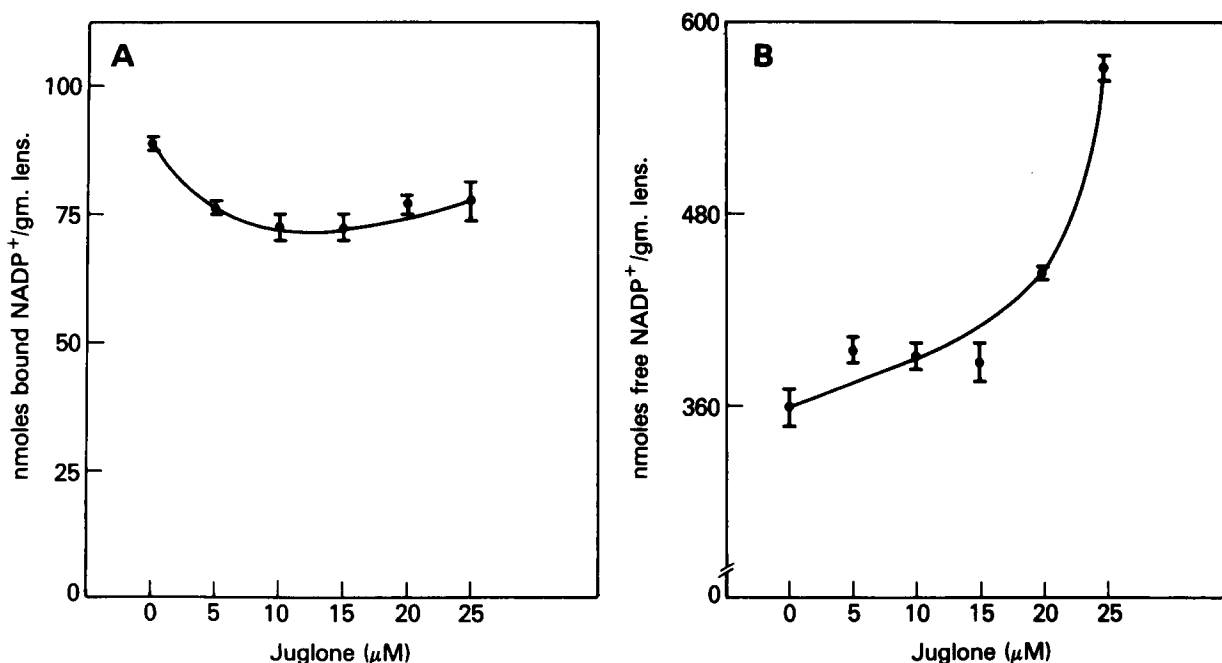 A
nmoles bound NADP⁺/gm. lens.
100
75
50
25
0
0 5 10 15 20 25
Juglone (μM)
B
nmoles free NADP⁺/gm. lens.
600
480
360
0
0 5 10 15 20 25
Juglone (μM)